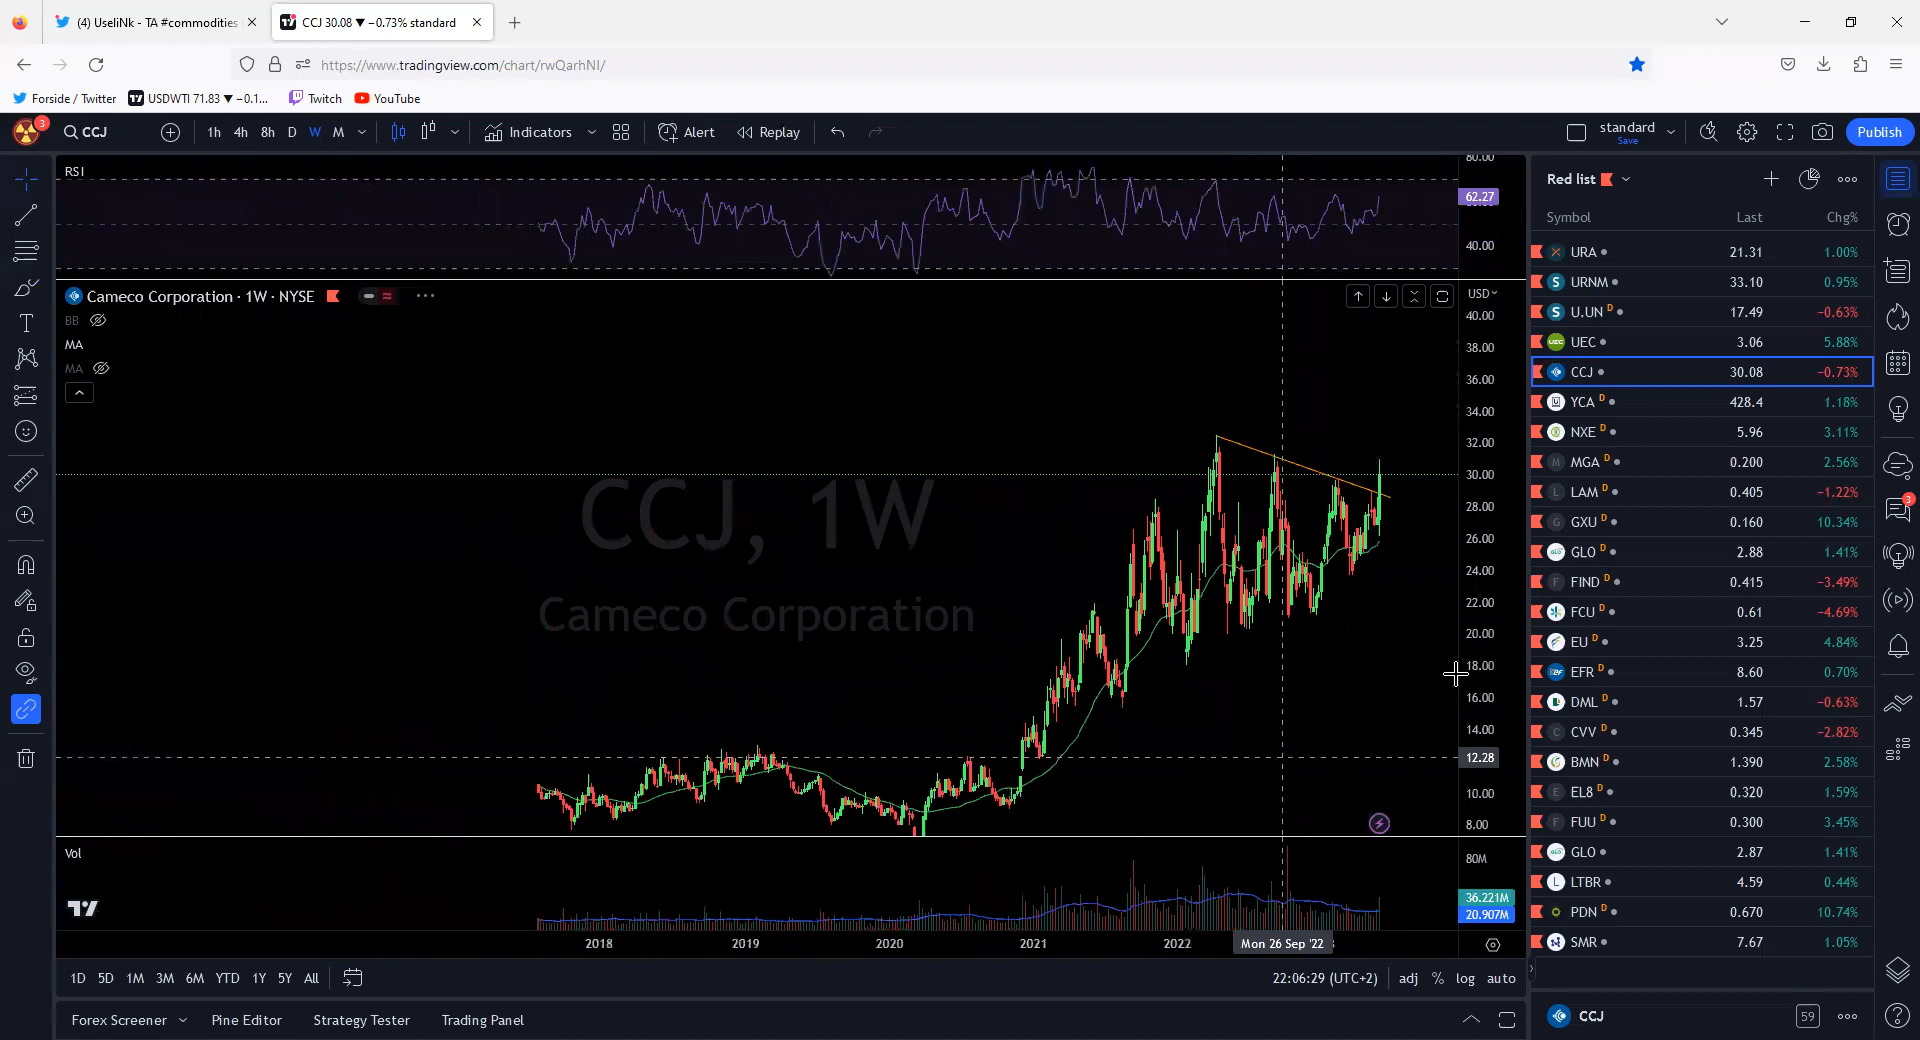 (4) UseliNk - TA #commodities
CCJ 30.08 ▼ −0.73% standard
https://www.tradingview.com/chart/rwQarhNI/
Forside / Twitter
USDWTI 71.83 ▼ −0.1...
Twitch
YouTube
3
CCJ
1h 4h 8h D W M
Indicators
Alert
Replay
standard
Save
Publish
RSI
80.00
62.27
40.00
Cameco Corporation · 1W · NYSE
BB
MA
MA
USD
40.00
38.00
36.00
34.00
32.00
30.00
28.00
26.00
24.00
22.00
20.00
18.00
16.00
14.00
12.28
10.00
8.00
CCJ, 1W
Cameco Corporation
Vol
80M
36.221M
20.907M
2018 2019 2020 2021 2022 Mon 26 Sep '22
1D 5D 1M 3M 6M YTD 1Y 5Y All
22:06:29 (UTC+2) adj % log auto
Forex Screener Pine Editor Strategy Tester Trading Panel
Red list
Symbol Last Chg%
URA 21.31 1.00%
URNM 33.10 0.95%
U.UN D 17.49 −0.63%
UEC 3.06 5.88%
CCJ 30.08 −0.73%
YCA D 428.4 1.18%
NXE D 5.96 3.11%
MGA D 0.200 2.56%
LAM D 0.405 −1.22%
GXU D 0.160 10.34%
GLO D 2.88 1.41%
FIND D 0.415 −3.49%
FCU D 0.61 −4.69%
EU D 3.25 4.84%
EFR D 8.60 0.70%
DML D 1.57 −0.63%
CVV D 0.345 −2.82%
BMN D 1.390 2.58%
EL8 D 0.320 1.59%
FUU D 0.300 3.45%
GLO 2.87 1.41%
LTBR 4.59 0.44%
PDN D 0.670 10.74%
SMR 7.67 1.05%
3
CCJ
59